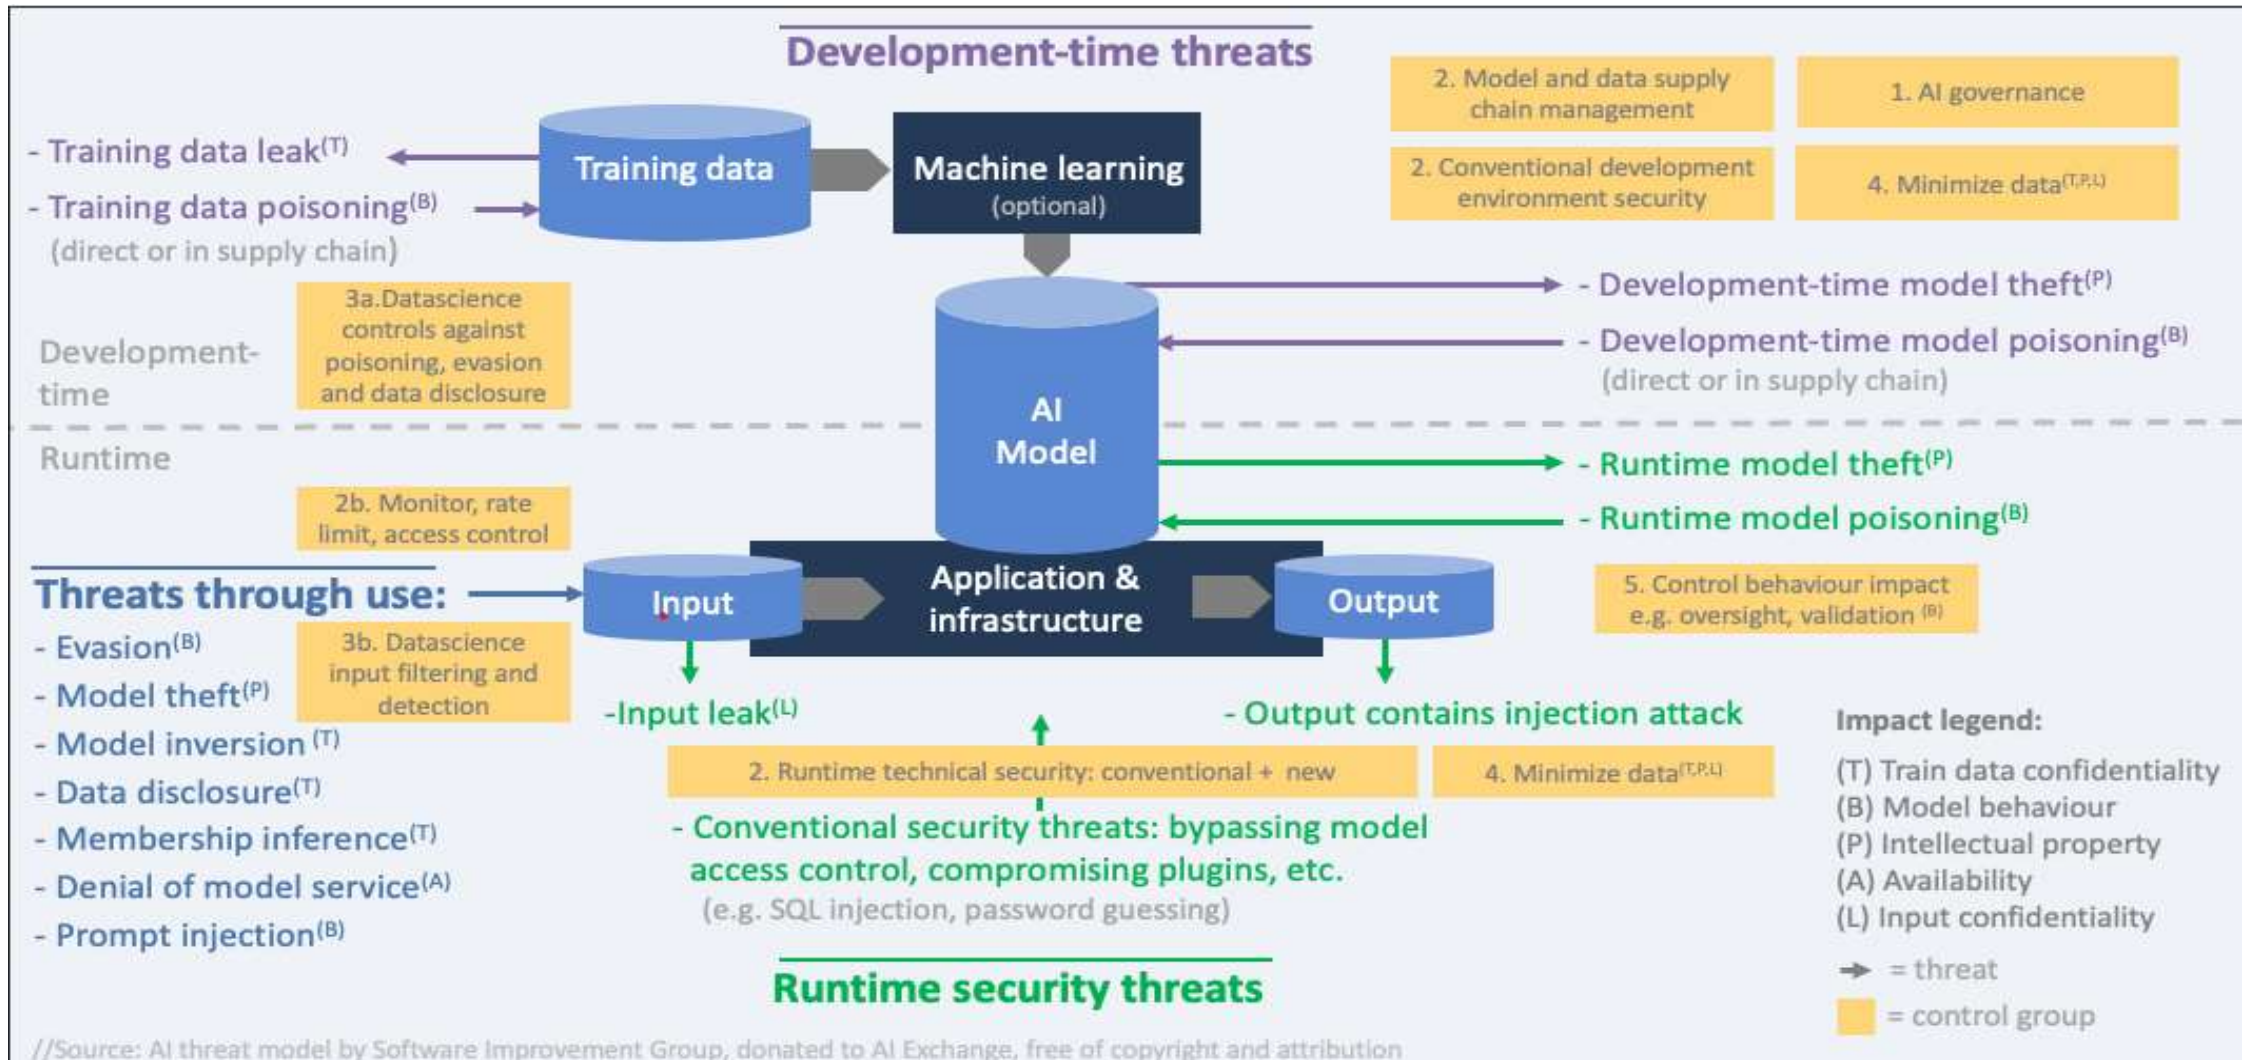 Development-time threats
2. Model and data supply
chain management
1. AI governance
- Training data leak(T)
Training data
Machine learning
(optional)
2. Conventional development
environment security
4. Minimize data(T,P,L)
- Training data poisoning(B)
(direct or in supply chain)
3a.Datascience
controls against
poisoning, evasion
and data disclosure
- Development-time model theft(P)
- Development-time model poisoning(B)
(direct or in supply chain)
Development-
time
AI
Model
Runtime
- Runtime model theft(P)
- Runtime model poisoning(B)
2b. Monitor, rate
limit, access control
Threats through use:
Input
Application &
infrastructure
Output
5. Control behaviour impact
e.g. oversight, validation (B)
- Evasion(B)
- Model theft(P)
- Model inversion (T)
- Data disclosure(T)
- Membership inference(T)
- Denial of model service(A)
- Prompt injection(B)
3b. Datascience
input filtering and
detection
-Input leak(L)
- Output contains injection attack
2. Runtime technical security: conventional + new
4. Minimize data(T,P,L)
- Conventional security threats: bypassing model
access control, compromising plugins, etc.
(e.g. SQL injection, password guessing)
Runtime security threats
Impact legend:
(T) Train data confidentiality
(B) Model behaviour
(P) Intellectual property
(A) Availability
(L) Input confidentiality
= threat
= control group
//Source: AI threat model by Software Improvement Group, donated to AI Exchange, free of copyright and attribution